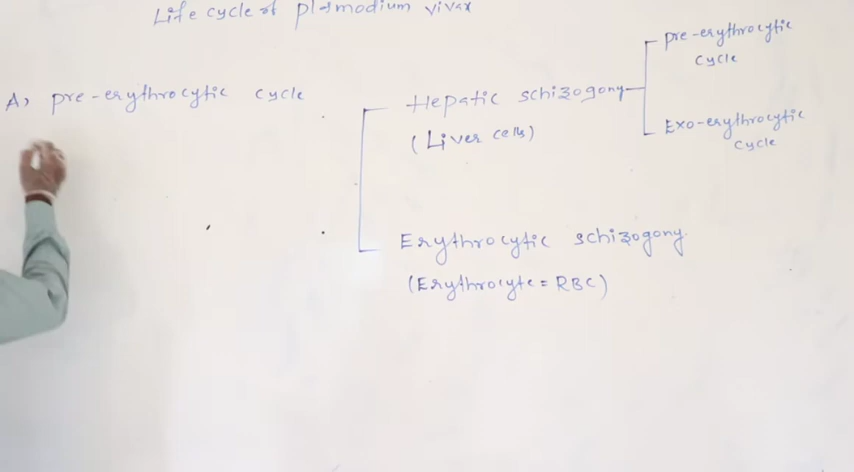 Life cycle of plasmodium vivax
A) pre-erythrocytic cycle
Hepatic schizogony
(Liver cells)
pre-erythrocytic
cycle
Exo-erythrocytic
cycle
Erythrocytic schizogony
(Erythrocyte = RBC)